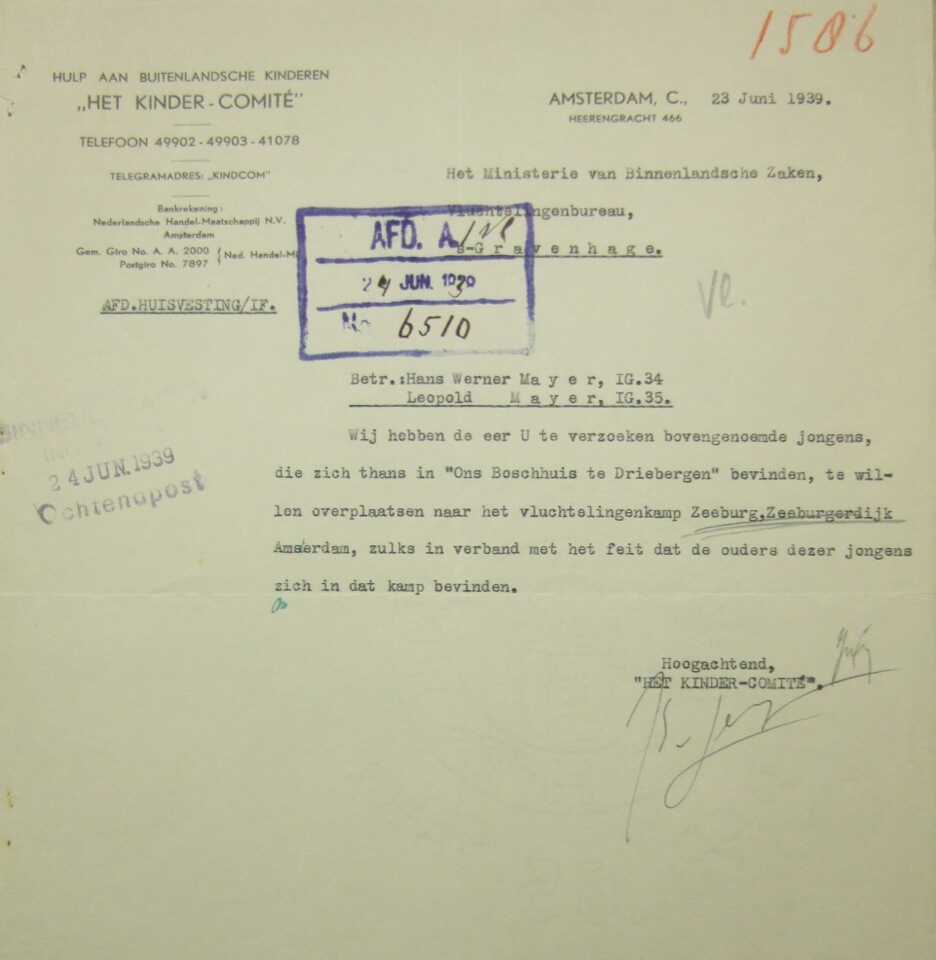 1506
HULP AAN BUITENLANDSCHE KINDEREN
„HET KINDER-COMITÉ”
TELEFOON 49902 - 49903 - 41078
TELEGRAMADRES: „KINDCOM”
Bankrekening:
Nederlandsche Handel-Maatschappij N.V.
Amsterdam
Gem. Giro No. A. A. 2000
Postgiro No. 7897
Ned. Handel-M
AFD.HUISVESTING/IF.
AMSTERDAM, C., 23 Juni 1939.
HEERENGRACHT 466
Het Ministerie van Binnenlandsche Zaken,
Vluchtelingenbureau,
s-G r a v e n h a g e.
AFD. A.
24 JUN. 1939
No 6510
Vl.
Betr.:Hans Werner M a y e r, IG.34
Leopold M a y e r, IG.35.
24 JUN. 1939
Ochtendpost
Wij hebben de eer U te verzoeken bovengenoemde jongens,
die zich thans in "Ons Boschhuis te Driebergen" bevinden, te wil-
len overplaatsen naar het vluchtelingenkamp Zeeburg,Zeeburgerdijk
Amserdam, zulks in verband met het feit dat de ouders dezer jongens
zich in dat kamp bevinden.
Hoogachtend,
"HET KINDER-COMITÉ".